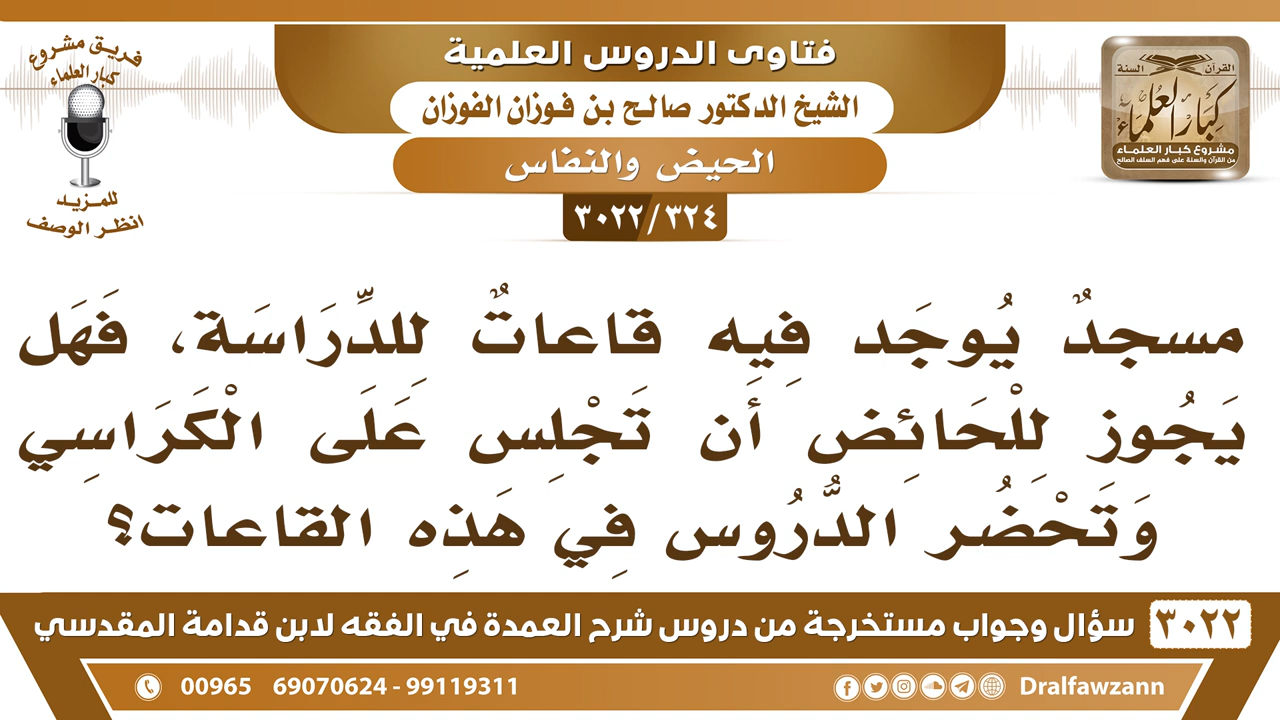 فتاوى الدروس العلمية
الشيخ الدكتور صالح بن فوزان الفوزان
الحيض والنفاس
٣٠٢٢/٣٢٤
القرآن السنة
كبار العلماء
مشروع كبار العلماء
من القرآن والسنة على فهم السلف الصالح
فريق مشروع
كبار العلماء
للمزيد
انظر الوصف
مسجدٌ يُوجَد فِيه قاعاتٌ للدِّرَاسَة، فَهَل
يَجُوز لِلْحَائِض أَن تَجْلِس عَلَى الْكَرَاسِي
وَتَحْضُر الدُّرُوس فِي هَذِه القاعات؟
٣٠٢٢ سؤال وجواب مستخرجة من دروس شرح العمدة في الفقه لابن قدامة المقدسي
00965 69070624 - 99119311
Dralfawzann